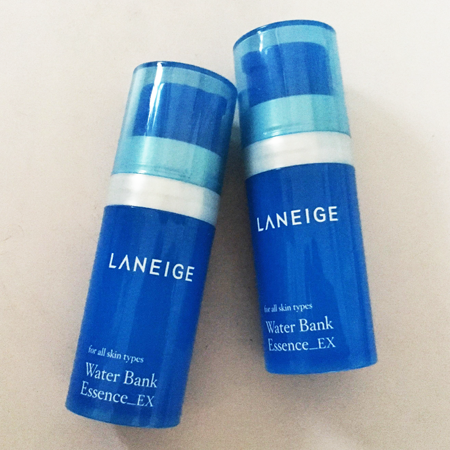 LANEIGE
for all skin types
Water Bank
Essence_EX
LANEIGE
for all skin types
Water Bank
Essence_EX